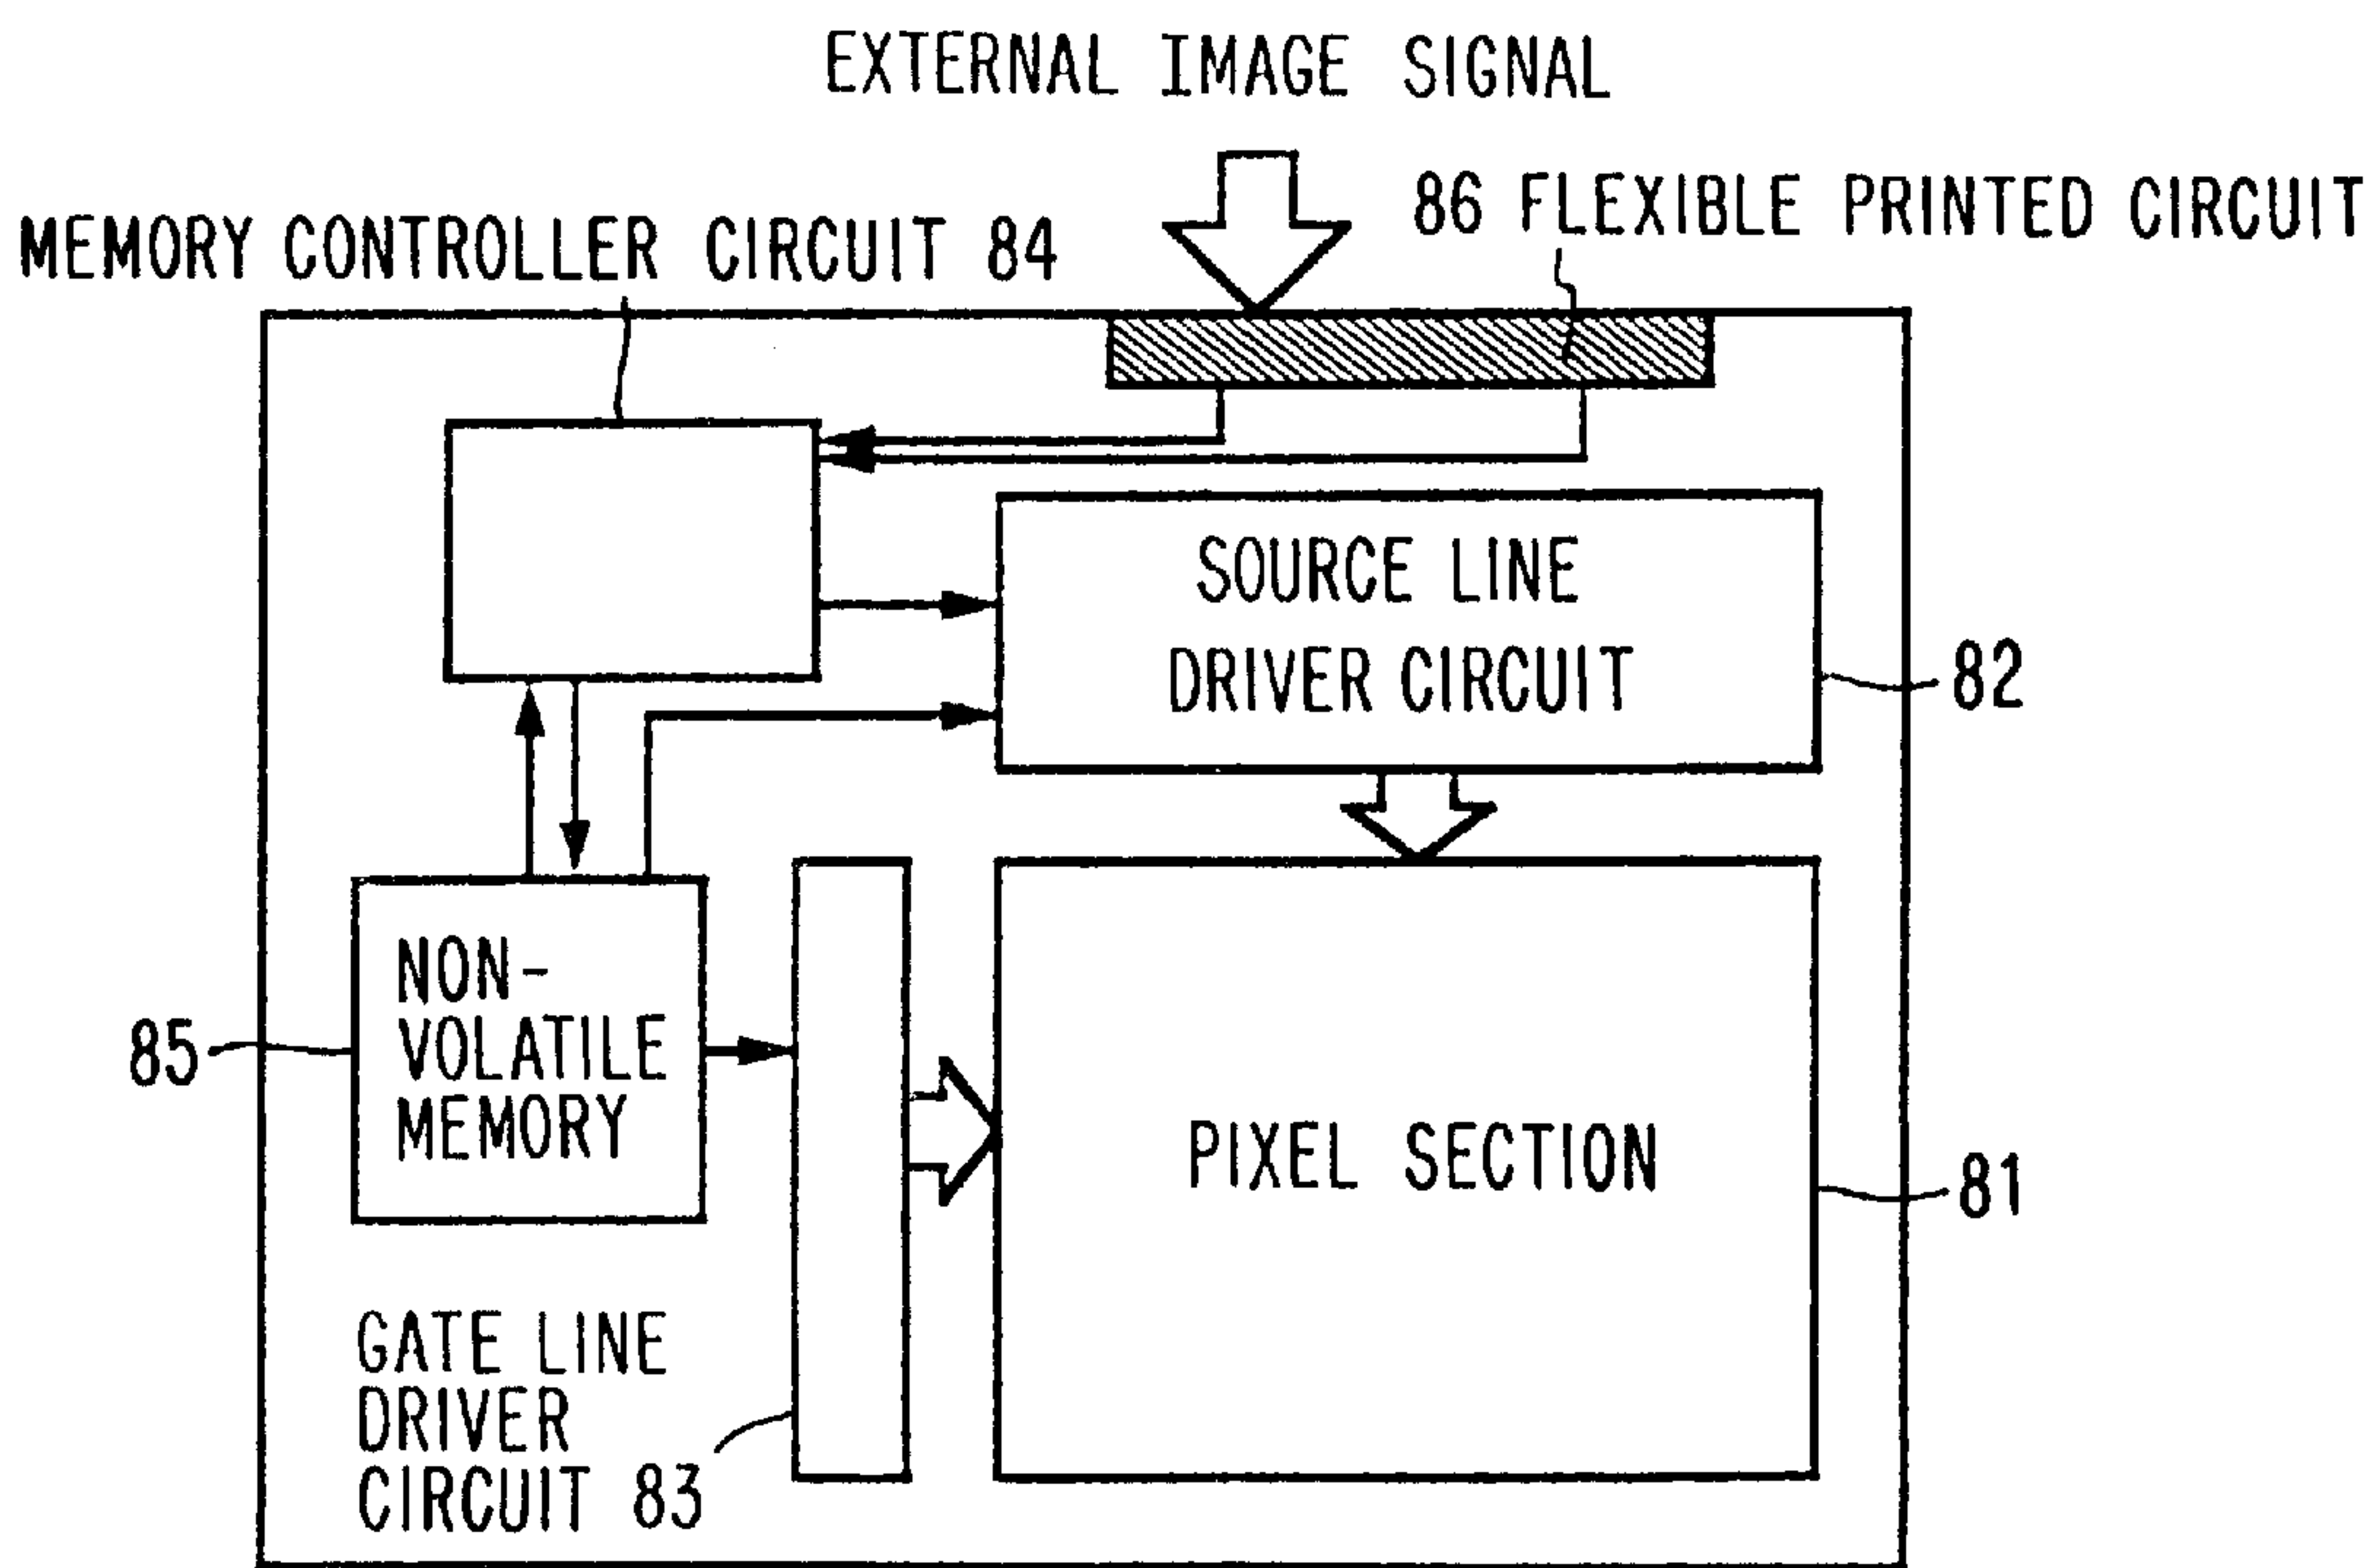 EXTERNAL IMAGE SIGNAL
86 FLEXIBLE PRINTED CIRCUIT
MEMORY CONTROLLER CIRCUIT 84
SOURCE LINE
DRIVER CIRCUIT
82
NON-
VOLATILE
MEMORY
85
PIXEL SECTION
81
GATE LINE
DRIVER
CIRCUIT 83